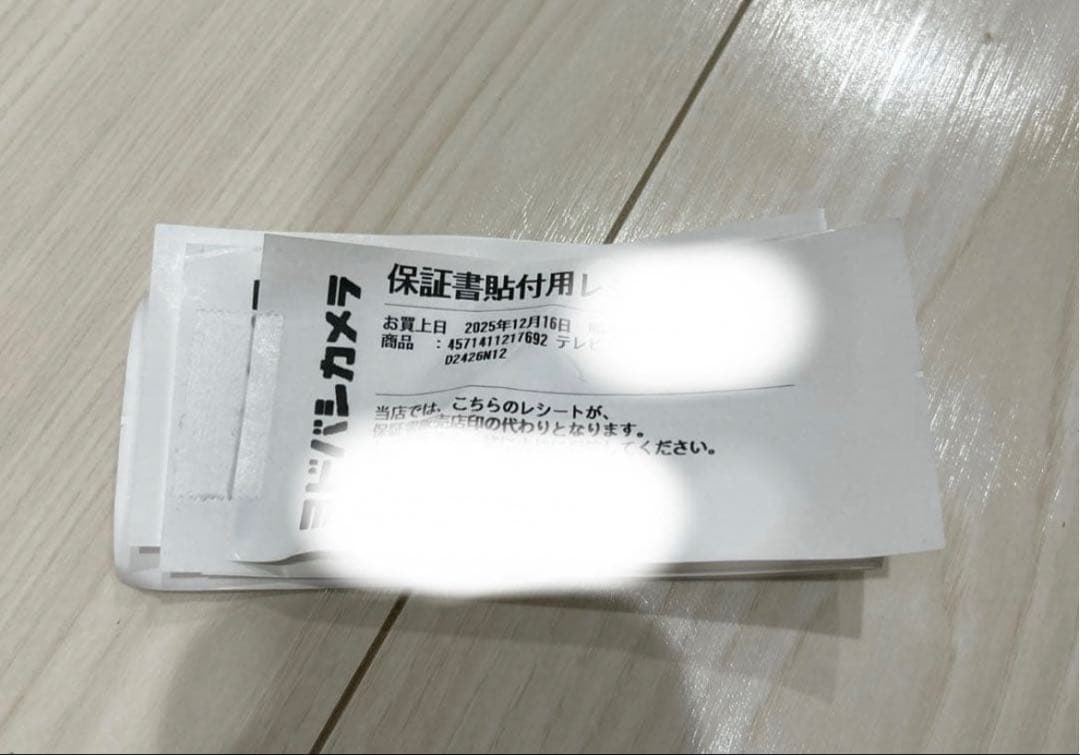 ヨドバシカメラ
保証書貼付用レ
お買上日 2025年12月16日
商品 :4571411217692 テレビ
D2426N12
当店では、こちらのレシートが、
店印の代わりとなります。
てください。